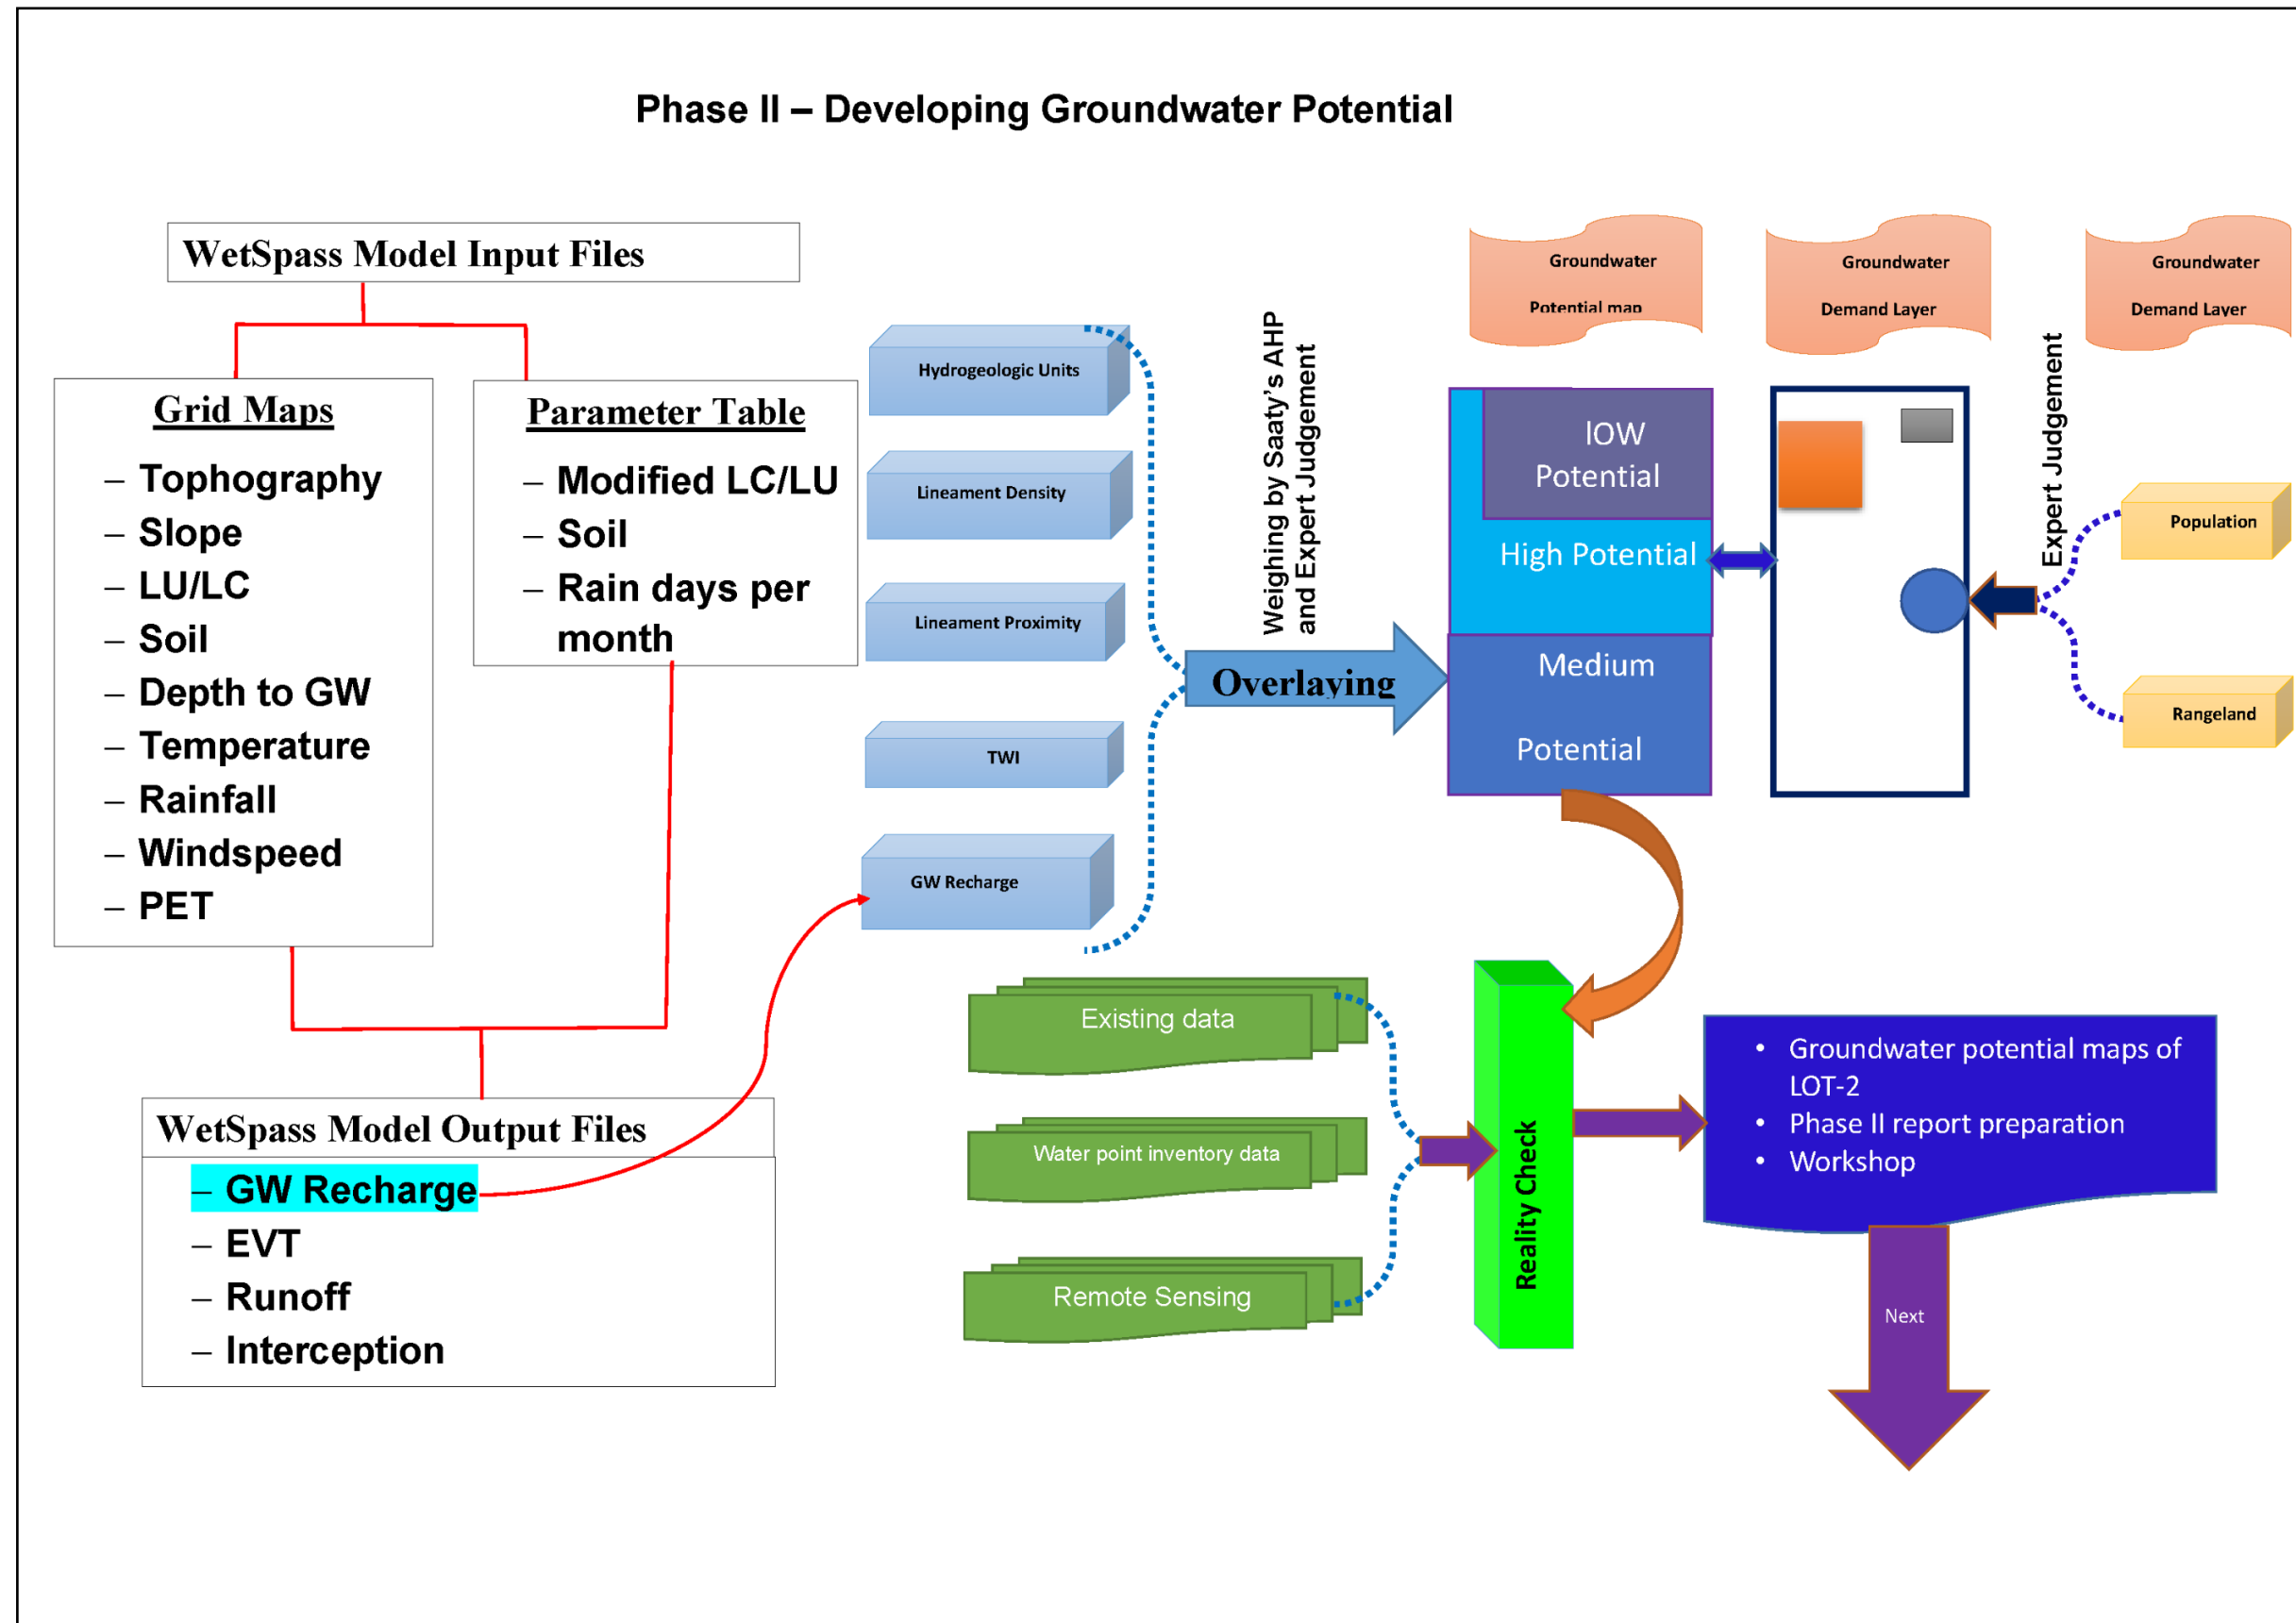 Phase II – Developing Groundwater Potential
WetSpass Model Input Files
Grid Maps
– Tophography
– Slope
– LU/LC
– Soil
– Depth to GW
– Temperature
– Rainfall
– Windspeed
– PET
Parameter Table
– Modified LC/LU
– Soil
– Rain days per
month
WetSpass Model Output Files
– GW Recharge
– EVT
– Runoff
– Interception
Hydrogeologic Units
Lineament Density
Lineament Proximity
TWI
GW Recharge
Weighing by Saaty's AHP
and Expert Judgement
Overlaying
Groundwater
Potential map
Groundwater
Demand Layer
Groundwater
Demand Layer
lOW
Potential
High Potential
Medium
Potential
Expert Judgement
Population
Rangeland
Existing data
Water point inventory data
Remote Sensing
Reality Check
• Groundwater potential maps of
LOT-2
• Phase II report preparation
• Workshop
Next